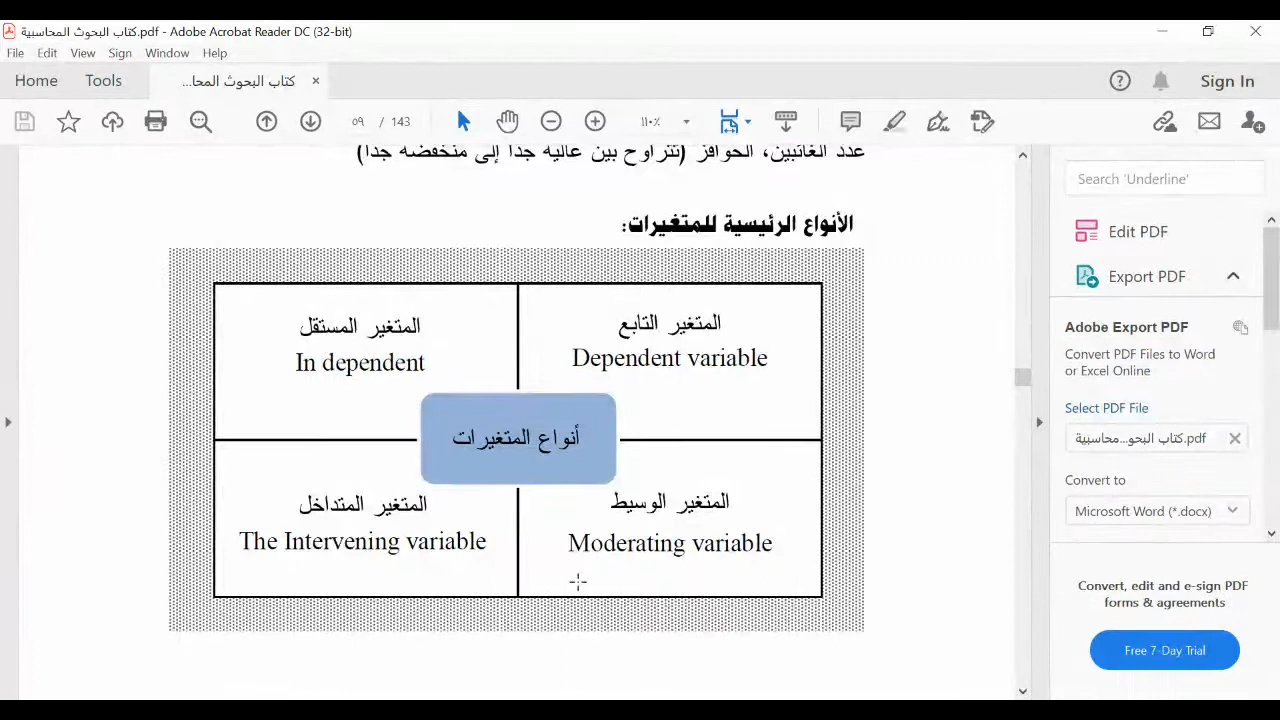 كتاب البحوث المحاسبية.pdf - Adobe Acrobat Reader DC (32-bit)
File Edit View Sign Window Help
Home Tools كتاب البحوث المحا... × Sign In
٥٩ / 143 ١١٠٪
عدد الغائبين، الحوافز (تتراوح بين عاليه جدا إلى منخفضه جدا)
الأنواع الرئيسية للمتغيرات:
المتغير التابع
Dependent variable
المتغير المستقل
In dependent
أنواع المتغيرات
المتغير الوسيط
Moderating variable
المتغير المتداخل
The Intervening variable
Search 'Underline'
Edit PDF
Export PDF
Adobe Export PDF
Convert PDF Files to Word
or Excel Online
Select PDF File
كتاب البحو...محاسبية.pdf
Convert to
Microsoft Word (*.docx)
Convert, edit and e-sign PDF
forms & agreements
Free 7-Day Trial